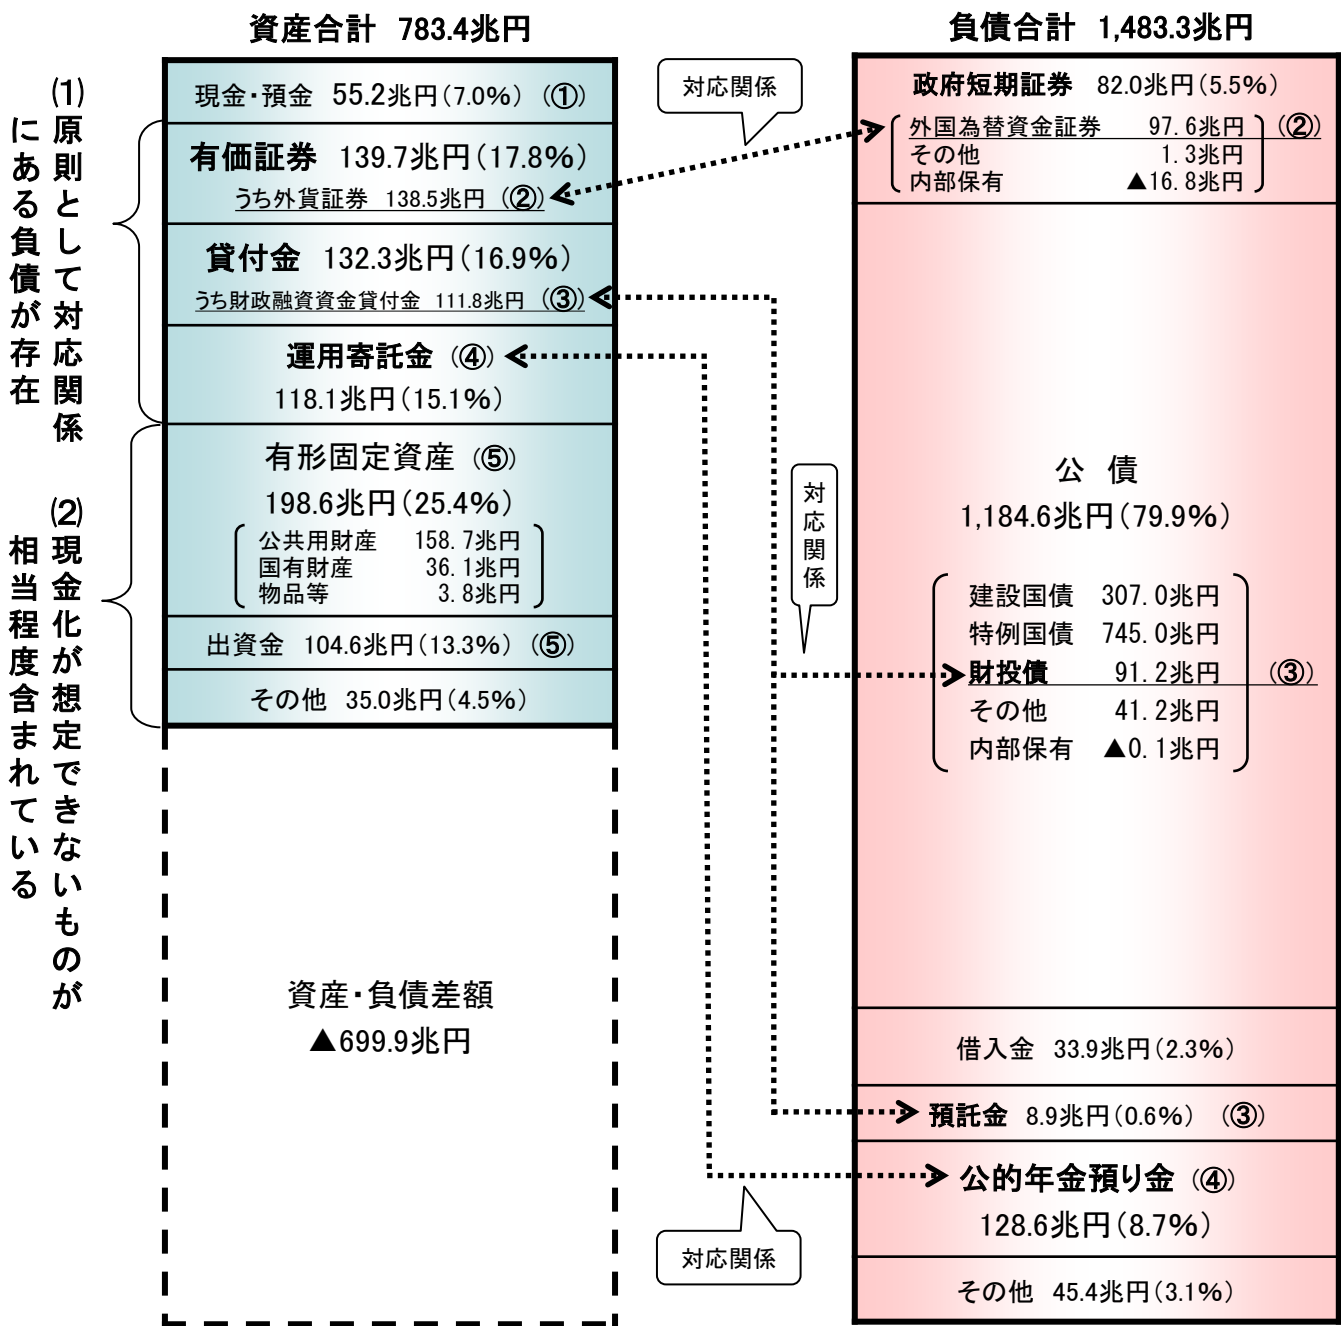 資産合計 783.4兆円
現金・預金 55.2兆円(7.0%) (①)
有価証券 139.7兆円(17.8%)
うち外貨証券 138.5兆円 (②)
貸付金 132.3兆円(16.9%)
うち財政融資資金貸付金 111.8兆円 (③)
運用寄託金 (④)
118.1兆円(15.1%)
有形固定資産 (⑤)
198.6兆円(25.4%)
公共用財産 158.7兆円
国有財産 36.1兆円
物品等 3.8兆円
出資金 104.6兆円(13.3%) (⑤)
その他 35.0兆円(4.5%)
資産・負債差額
▲699.9兆円
(1)原則として対応関係
にある負債が存在
(2)現金化が想定できないものが
相当程度含まれている
対応関係
対応関係
対応関係
負債合計 1,483.3兆円
政府短期証券 82.0兆円(5.5%)
外国為替資金証券 97.6兆円 (②)
その他 1.3兆円
内部保有 ▲16.8兆円
公 債
1,184.6兆円(79.9%)
建設国債 307.0兆円
特例国債 745.0兆円
財投債 91.2兆円 (③)
その他 41.2兆円
内部保有 ▲0.1兆円
借入金 33.9兆円(2.3%)
預託金 8.9兆円(0.6%) (③)
公的年金預り金 (④)
128.6兆円(8.7%)
その他 45.4兆円(3.1%)